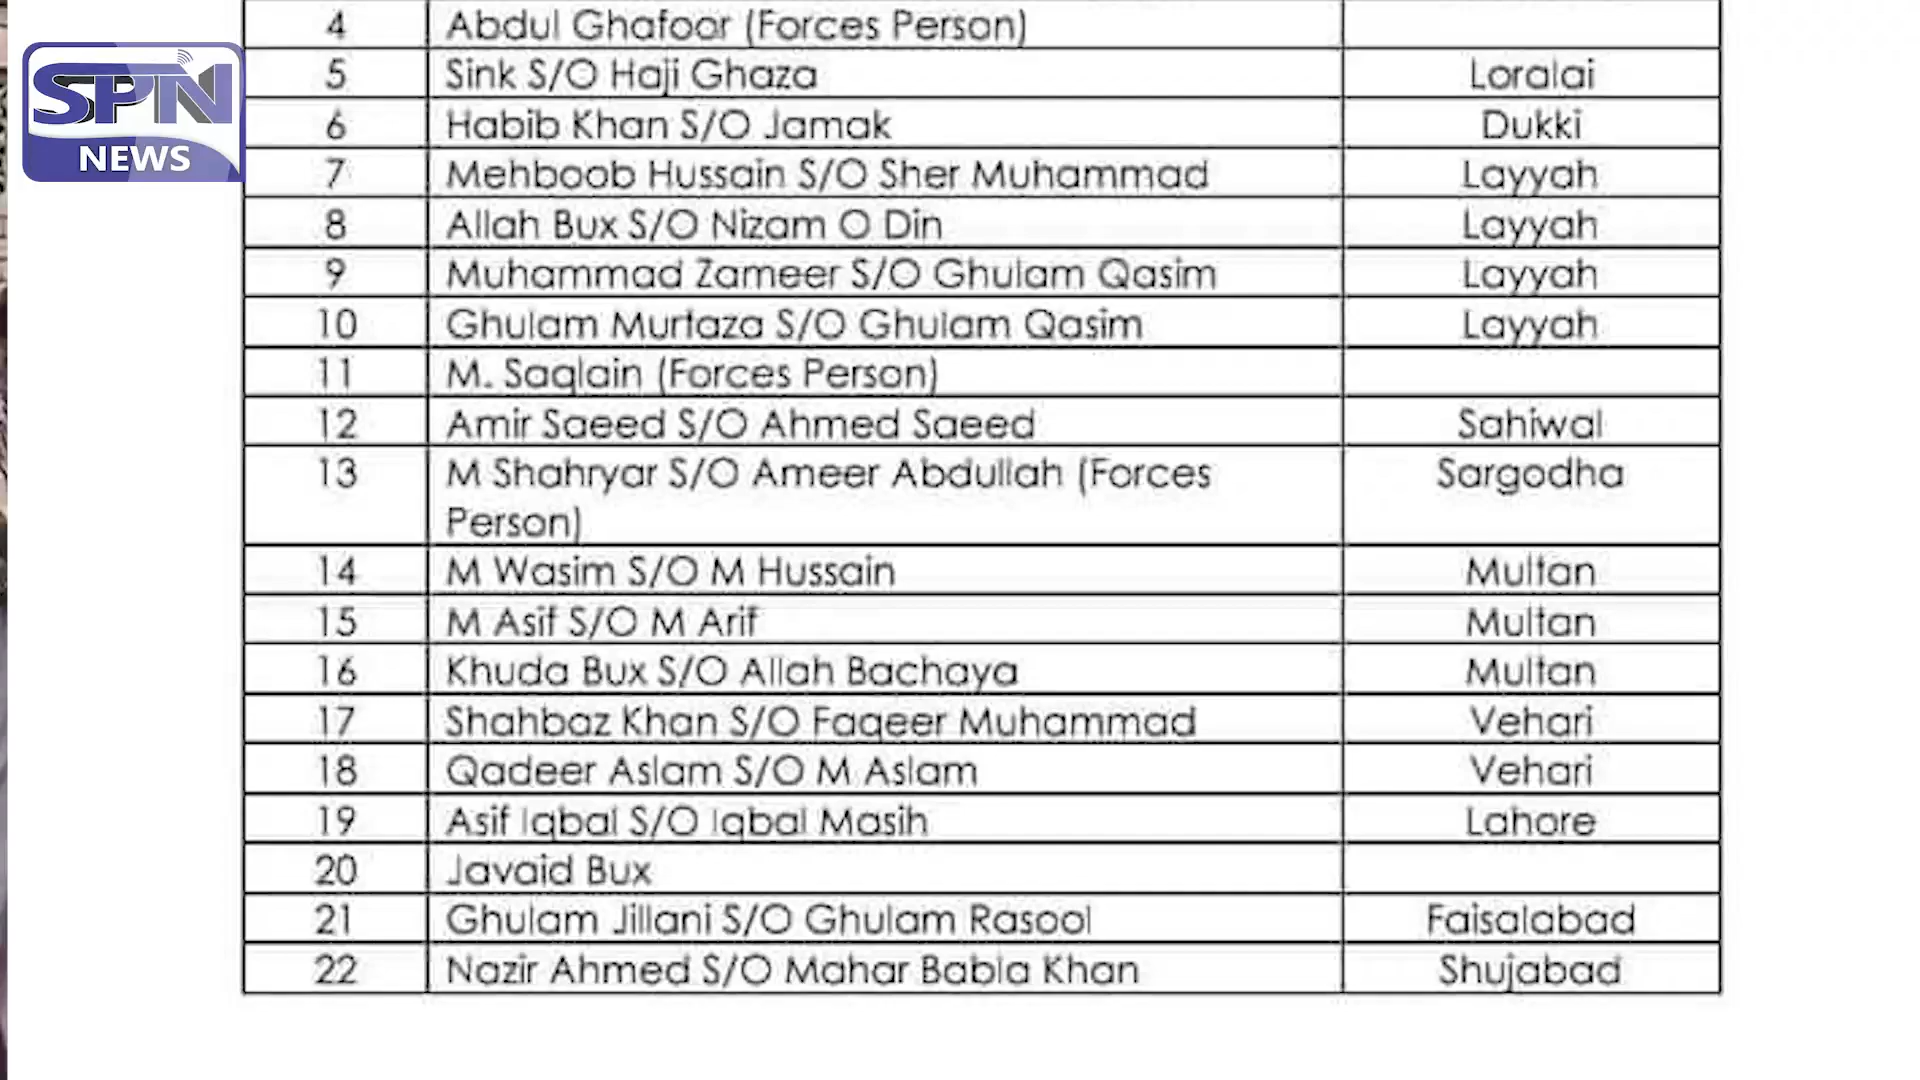 SPN
NEWS
4 Abdul Ghafoor (Forces Person)
5 Sink S/O Haji Ghaza Loralai
6 Habib Khan S/O Jamak Dukki
7 Mehboob Hussain S/O Sher Muhammad Layyah
8 Allah Bux S/O Nizam O Din Layyah
9 Muhammad Zameer S/O Ghulam Qasim Layyah
10 Ghulam Murtaza S/O Ghulam Qasim Layyah
11 M. Saqlain (Forces Person)
12 Amir Saeed S/O Ahmed Saeed Sahiwal
13 M Shahryar S/O Ameer Abdullah (Forces Sargodha
Person)
14 M Wasim S/O M Hussain Multan
15 M Asif S/O M Arif Multan
16 Khuda Bux S/O Allah Bachaya Multan
17 Shahbaz Khan S/O Faqeer Muhammad Vehari
18 Qadeer Aslam S/O M Aslam Vehari
19 Asif Iqbal S/O Iqbal Masih Lahore
20 Javaid Bux
21 Ghulam Jillani S/O Ghulam Rasool Faisalabad
22 Nazir Ahmed S/O Mahar Babla Khan Shujabad